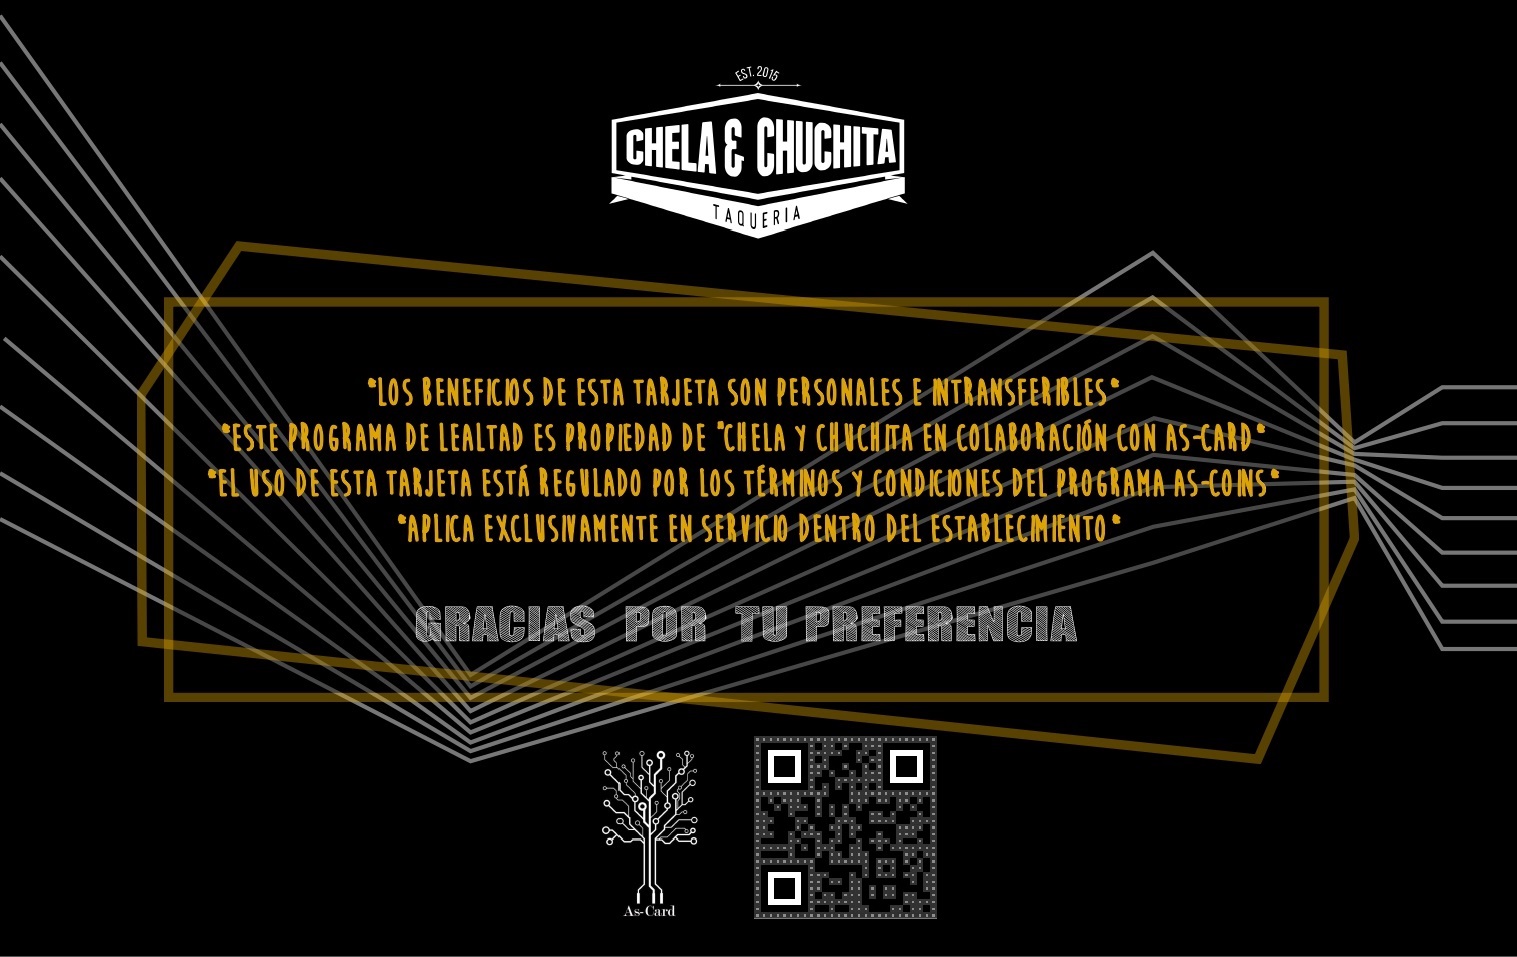 EST. 2015
CHELA & CHUCHITA
TAQUERIA
*LOS BENEFICIOS DE ESTA TARJETA SON PERSONALES E INTRANSFERIBLES*
*ESTE PROGRAMA DE LEALTAD ES PROPIEDAD DE "CHELA Y CHUCHITA EN COLABORACIÓN CON AS-CARD*
*EL USO DE ESTA TARJETA ESTÁ REGULADO POR LOS TÉRMINOS Y CONDICIONES DEL PROGRAMA AS-COINS*
*APLICA EXCLUSIVAMENTE EN SERVICIO DENTRO DEL ESTABLECIMIENTO*
GRACIAS POR TU PREFERENCIA
As-Card